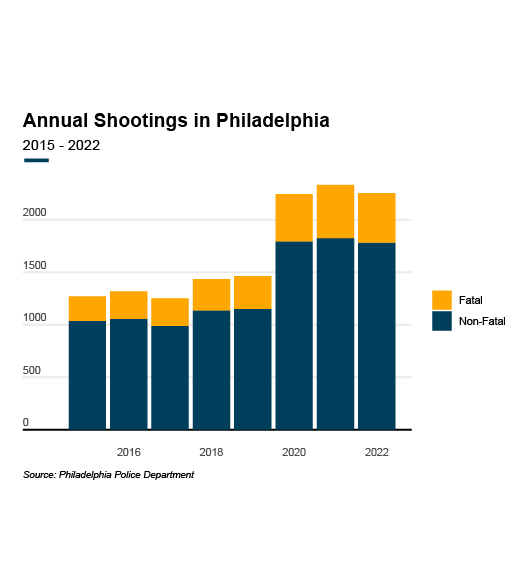 Annual Shootings in Philadelphia
2015 - 2022
2000
1500
1000
500
0
Fatal
Non-Fatal
2016 2018 2020 2022
Source: Philadelphia Police Department